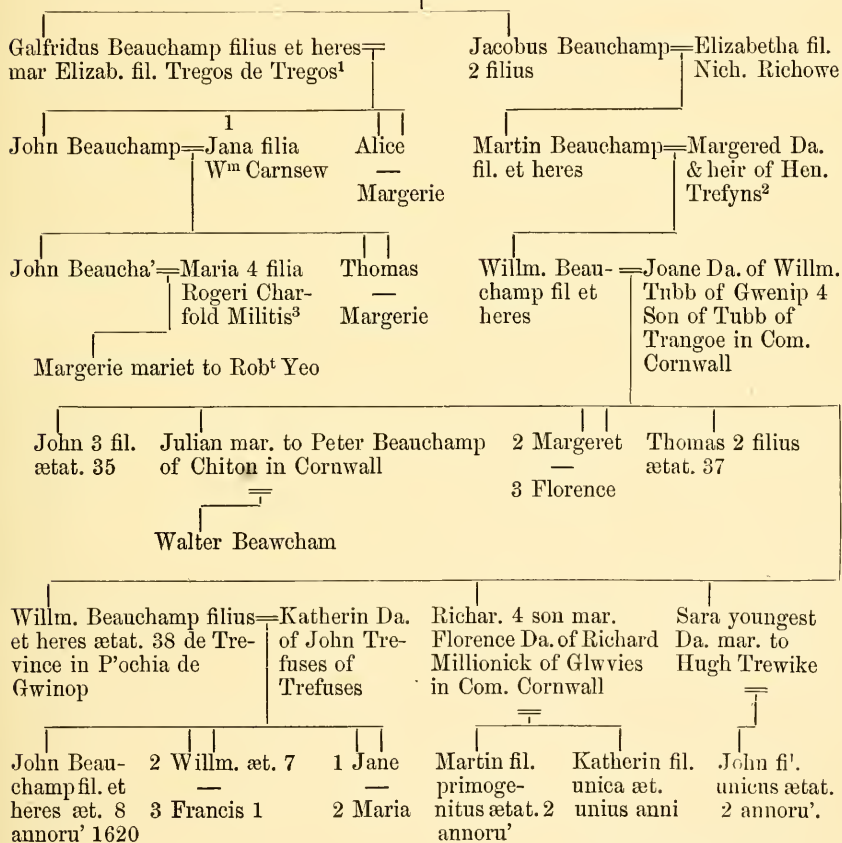 Galfridus Beauchamp filius et heres
mar Elizab. fil. Tregos de Tregos¹
Jacobus Beauchamp
2 filius
Elizabetha fil.
Nich. Richowe
John Beauchamp
1
Jana filia
Wᵐ Carnsew
Alice
—
Margerie
Martin Beauchamp
fil. et heres
Margered Da.
& heir of Hen.
Trefyns²
John Beaucha'
Maria 4 filia
Rogeri Char-
fold Militis³
Thomas
—
Margerie
Willm. Beau-
champ fil et
heres
Joane Da. of Willm.
Tubb of Gwenip 4
Son of Tubb of
Trangoe in Com.
Cornwall
Margerie mariet to Robᵗ Yeo
John 3 fil.
ætat. 35
Julian mar. to Peter Beauchamp
of Chiton in Cornwall
2 Margeret
—
3 Florence
Thomas 2 filius
ætat. 37
Walter Beawcham
Willm. Beauchamp filius
et heres ætat. 38 de Tre-
vince in P'ochia de
Gwinop
Katherin Da.
of John Tre-
fuses of
Trefuses
Richar. 4 son mar.
Florence Da. of Richard
Millionick of Glwvies
in Com. Cornwall
Sara youngest
Da. mar. to
Hugh Trewike
John Beau-
champ fil. et
heres æt. 8
annoru' 1620
2 Willm. æt. 7
—
3 Francis 1
1 Jane
—
2 Maria
Martin fil.
primoge-
nitus ætat. 2
annoru'
Katherin fil.
unica æt.
unius anni
John fi'.
unicus ætat.
2 annoru'.